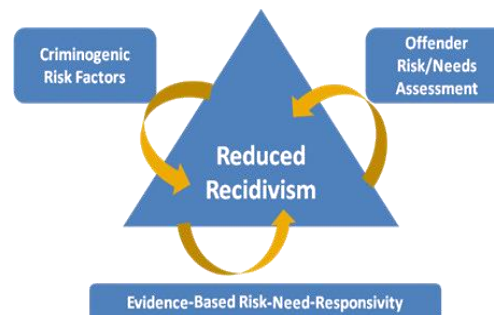 Criminogenic
Risk Factors
Offender
Risk/Needs
Assessment
Reduced
Recidivism
Evidence-Based Risk-Need-Responsivity